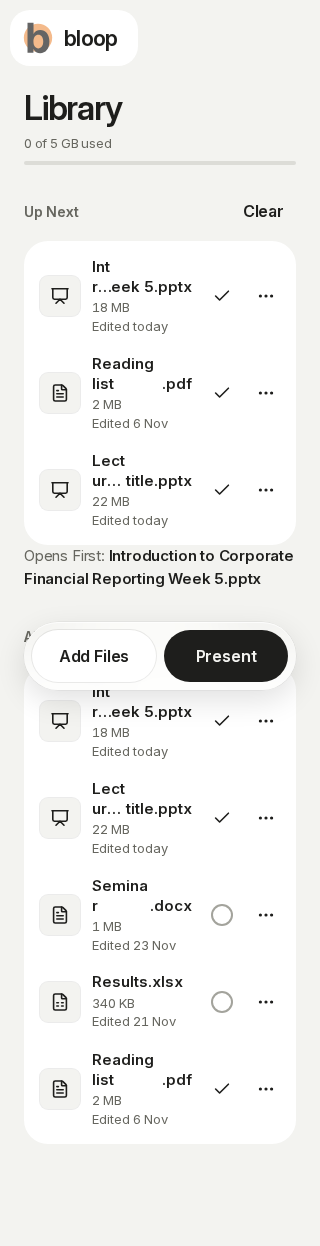 bloop
Library
0 of 5 GB used
Up Next
Clear
Int
r…eek 5.pptx
18 MB
Edited today
Reading
list .pdf
2 MB
Edited 6 Nov
Lect
ur… title.pptx
22 MB
Edited today
Opens First: Introduction to Corporate
Financial Reporting Week 5.pptx
Add Files
Present
Int
r…eek 5.pptx
18 MB
Edited today
Lect
ur… title.pptx
22 MB
Edited today
Semina
r .docx
1 MB
Edited 23 Nov
Results.xlsx
340 KB
Edited 21 Nov
Reading
list .pdf
2 MB
Edited 6 Nov